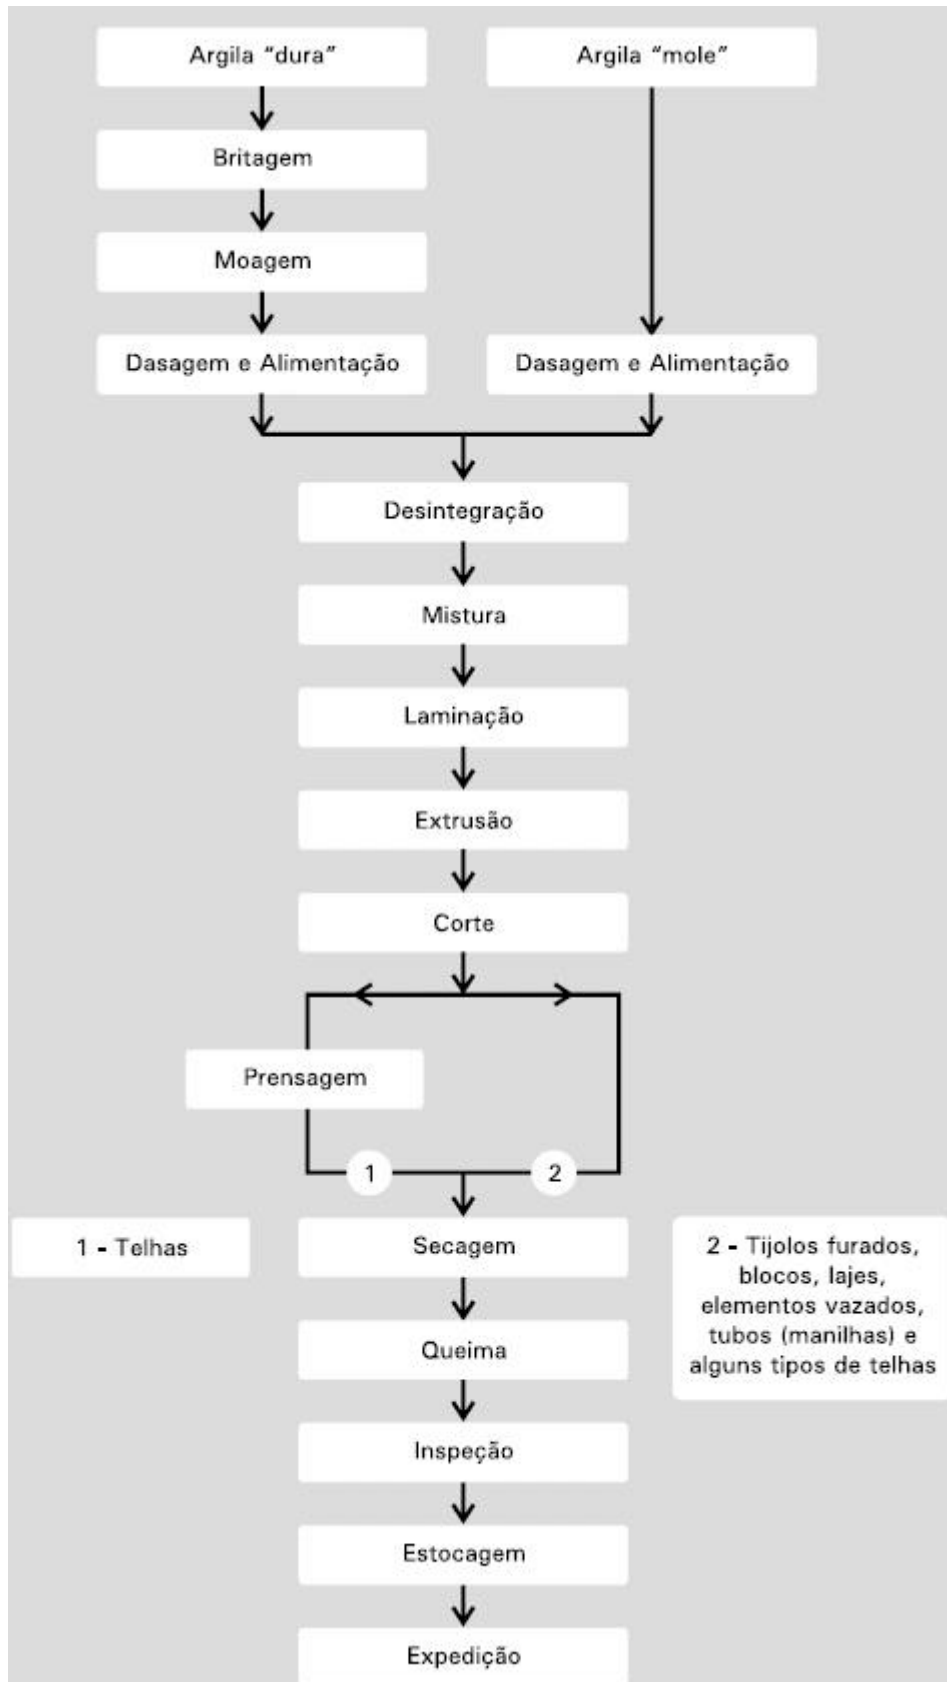 Argila “dura”
Argila “mole”
Britagem
Moagem
Dasagem e Alimentação
Dasagem e Alimentação
Desintegração
Mistura
Laminação
Extrusão
Corte
Prensagem
1
2
1 - Telhas
Secagem
2 - Tijolos furados,
blocos, lajes,
elementos vazados,
tubos (manilhas) e
alguns tipos de telhas
Queima
Inspeção
Estocagem
Expedição